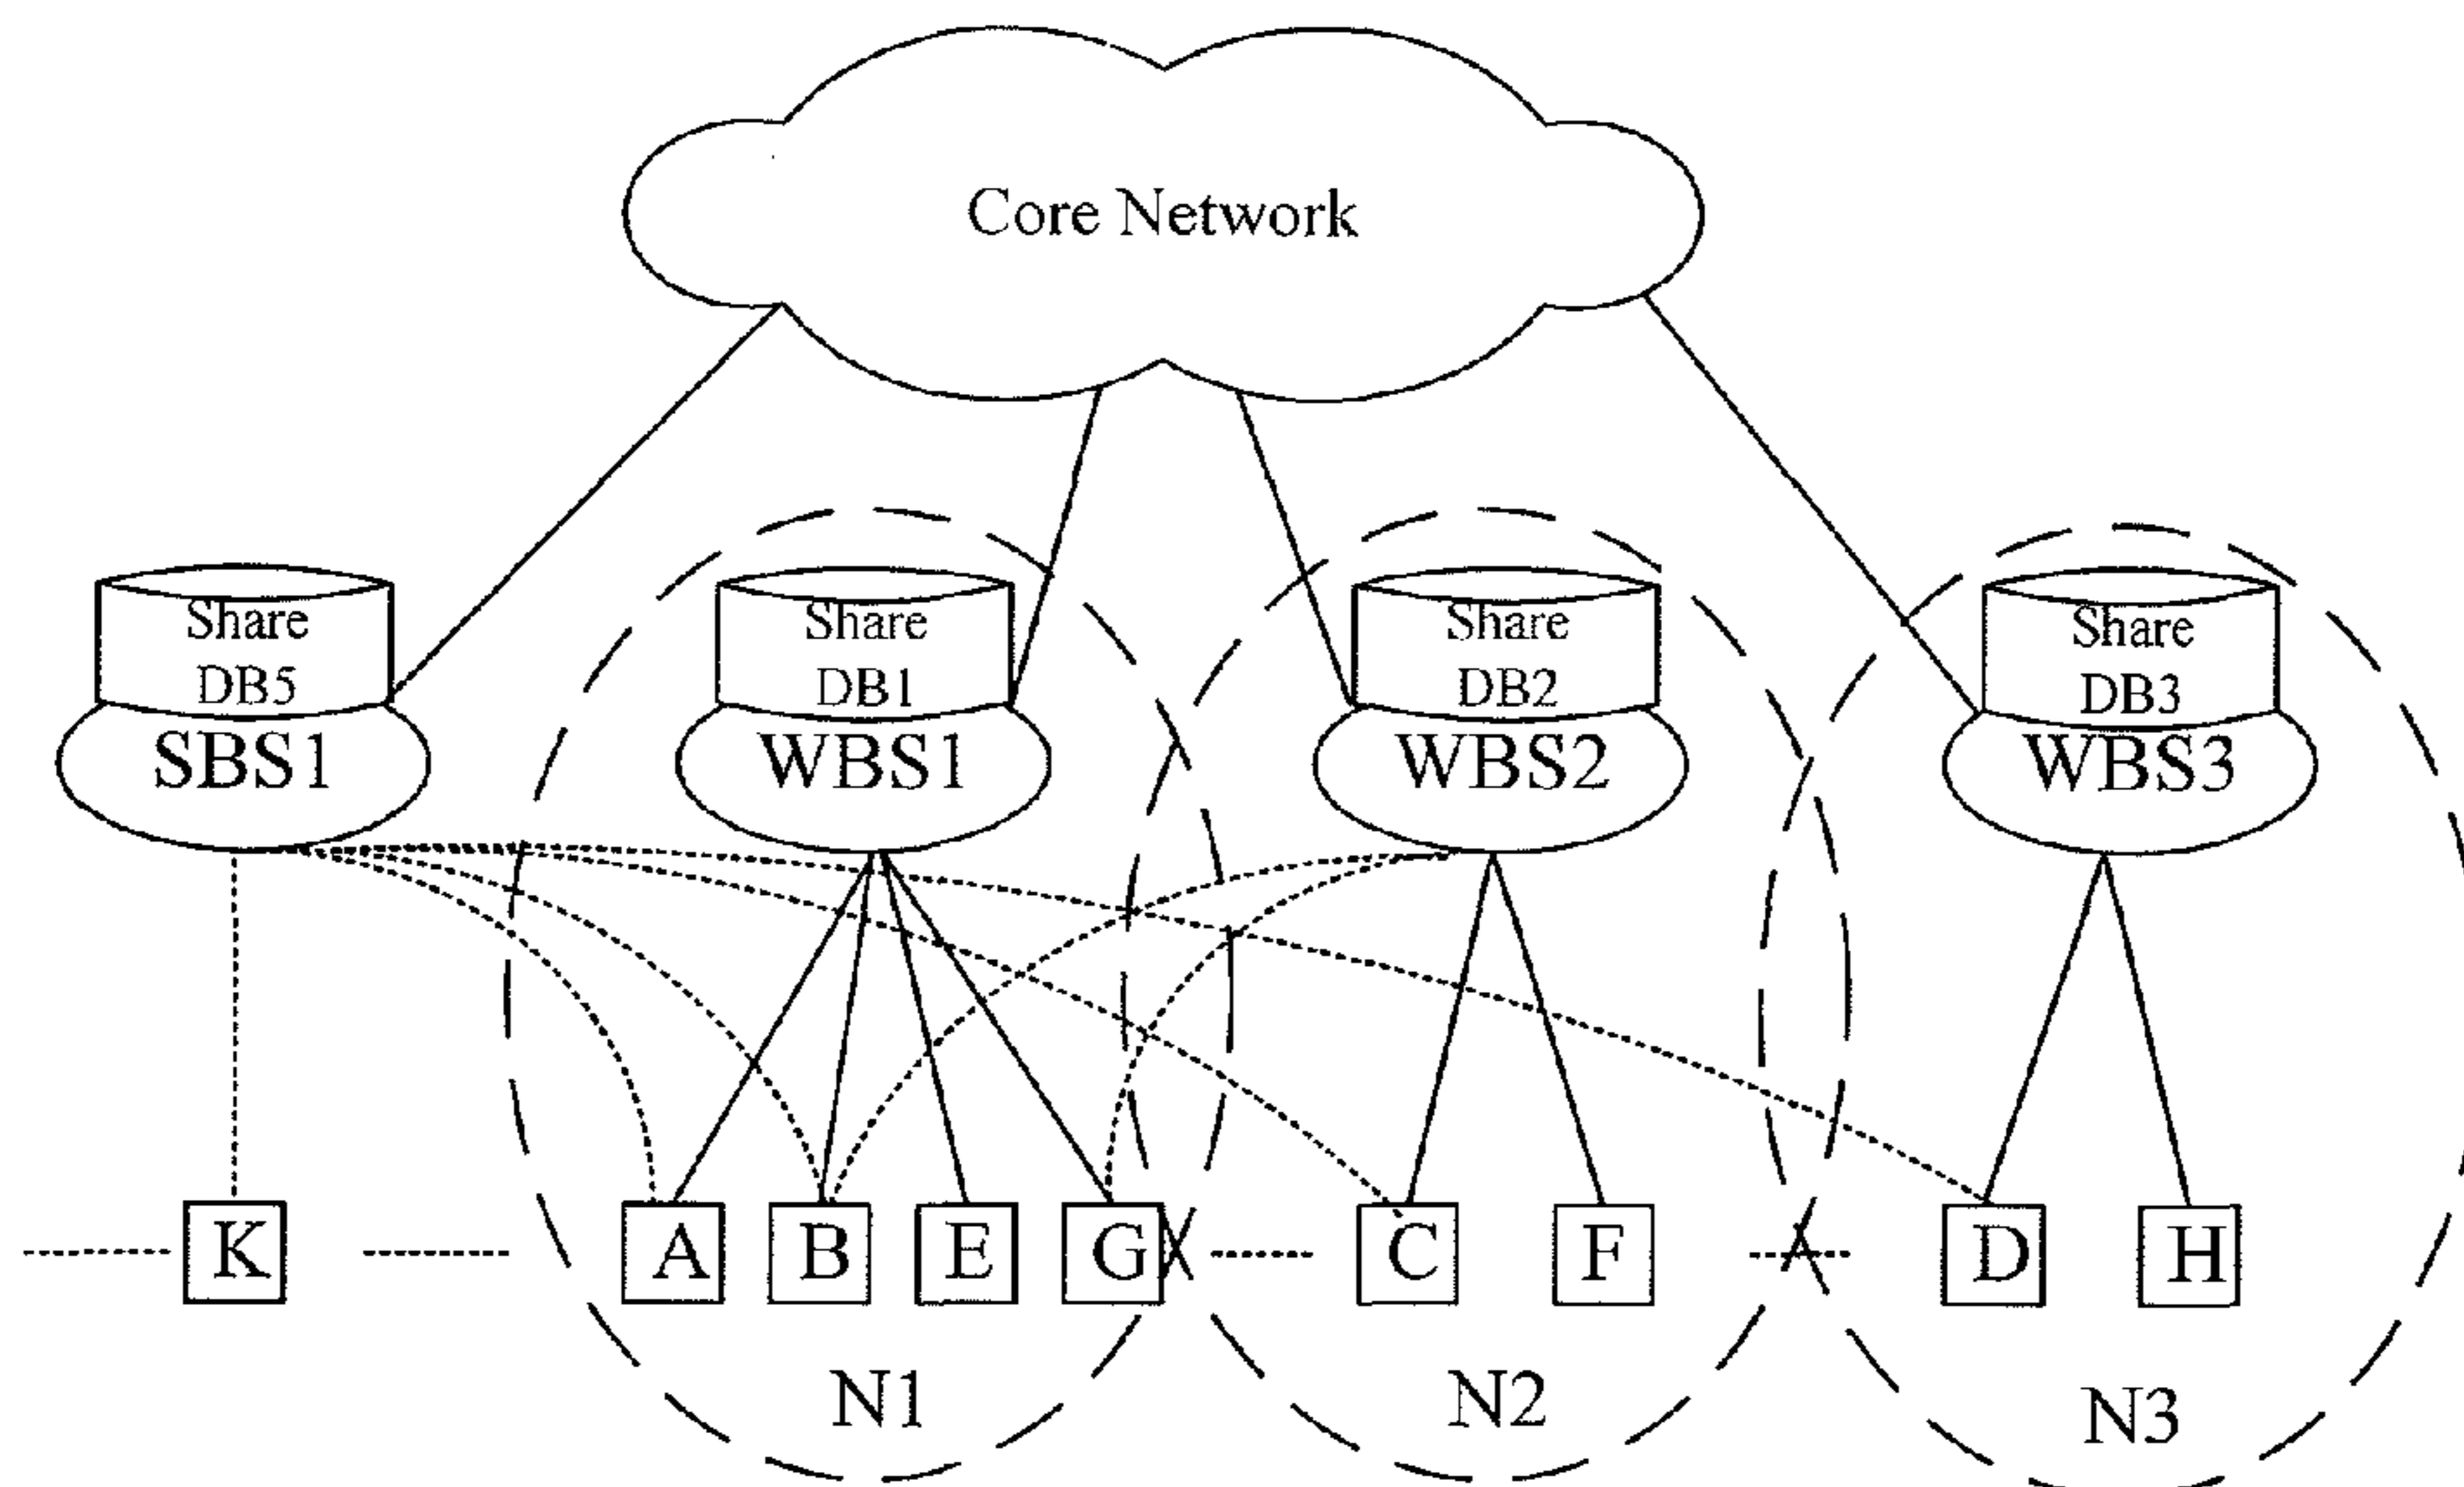 Core Network
Share
DB5
SBS1
Share
DB1
WBS1
Share
DB2
WBS2
Share
DB3
WBS3
K
A
B
E
G
C
F
D
H
N1
N2
N3